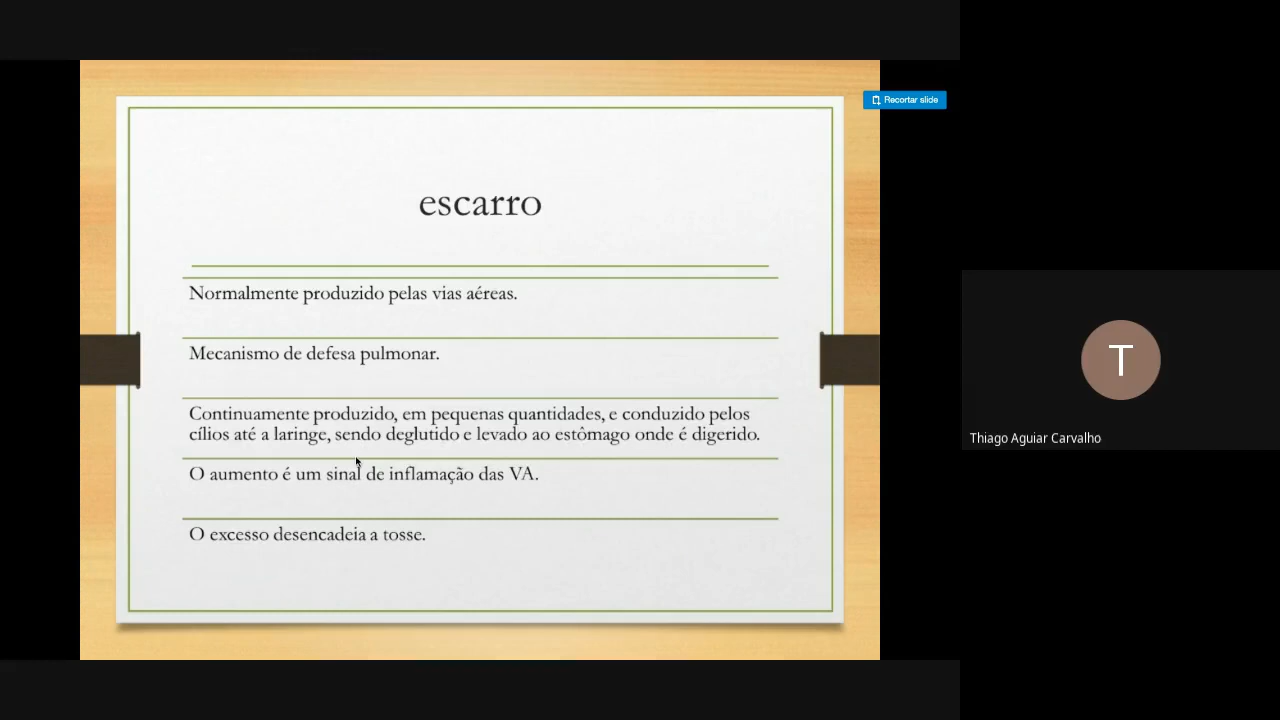 Recortar slide
escarro
Normalmente produzido pelas vias aéreas.
Mecanismo de defesa pulmonar.
Continuamente produzido, em pequenas quantidades, e conduzido pelos
cílios até a laringe, sendo deglutido e levado ao estômago onde é digerido.
O aumento é um sinal de inflamação das VA.
O excesso desencadeia a tosse.
T
Thiago Aguiar Carvalho